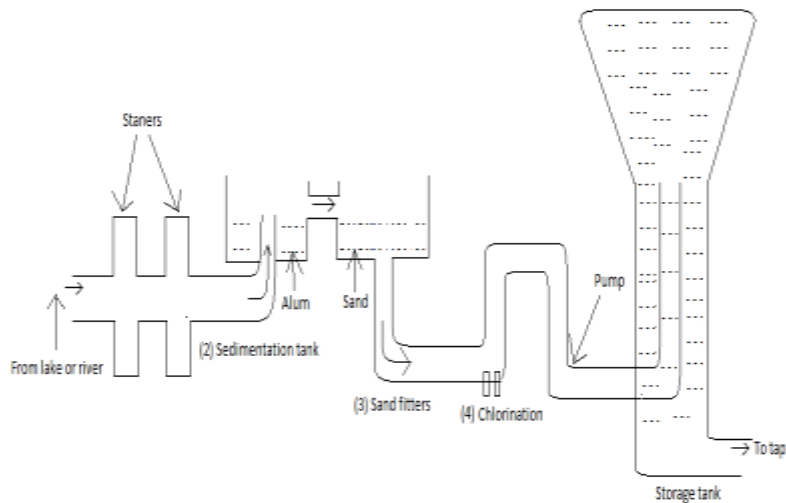 Staners
Alum
Sand
Pump
From lake or river
(2) Sedimentation tank
(3) Sand fitters
(4) Chlorination
To tap
Storage tank